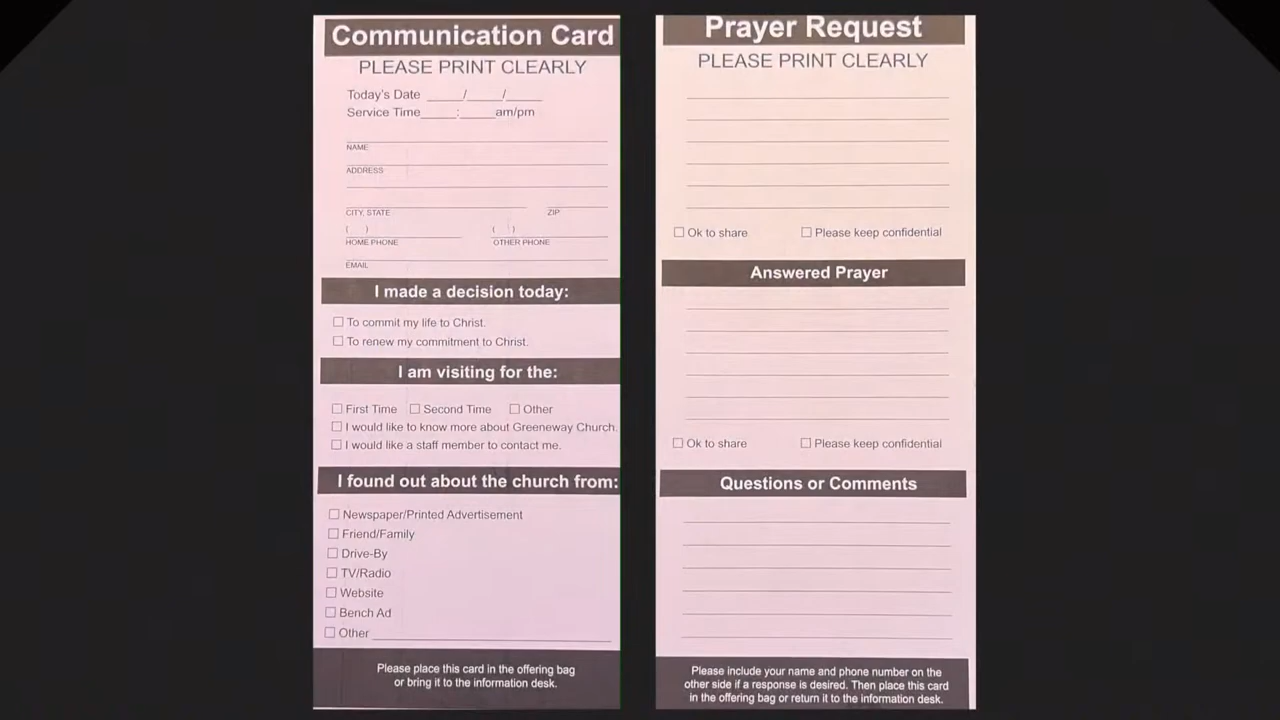 Communication Card
PLEASE PRINT CLEARLY
Today's Date ____/____/____
Service Time____:____am/pm
NAME
ADDRESS
CITY, STATE ZIP
( ) ( )
HOME PHONE OTHER PHONE
EMAIL
I made a decision today:
☐ To commit my life to Christ.
☐ To renew my commitment to Christ.
I am visiting for the:
☐ First Time ☐ Second Time ☐ Other
☐ I would like to know more about Greeneway Church.
☐ I would like a staff member to contact me.
I found out about the church from:
☐ Newspaper/Printed Advertisement
☐ Friend/Family
☐ Drive-By
☐ TV/Radio
☐ Website
☐ Bench Ad
☐ Other ____
Please place this card in the offering bag
or bring it to the information desk.
Prayer Request
PLEASE PRINT CLEARLY
☐ Ok to share ☐ Please keep confidential
Answered Prayer
☐ Ok to share ☐ Please keep confidential
Questions or Comments
Please include your name and phone number on the
other side if a response is desired. Then place this card
in the offering bag or return it to the information desk.